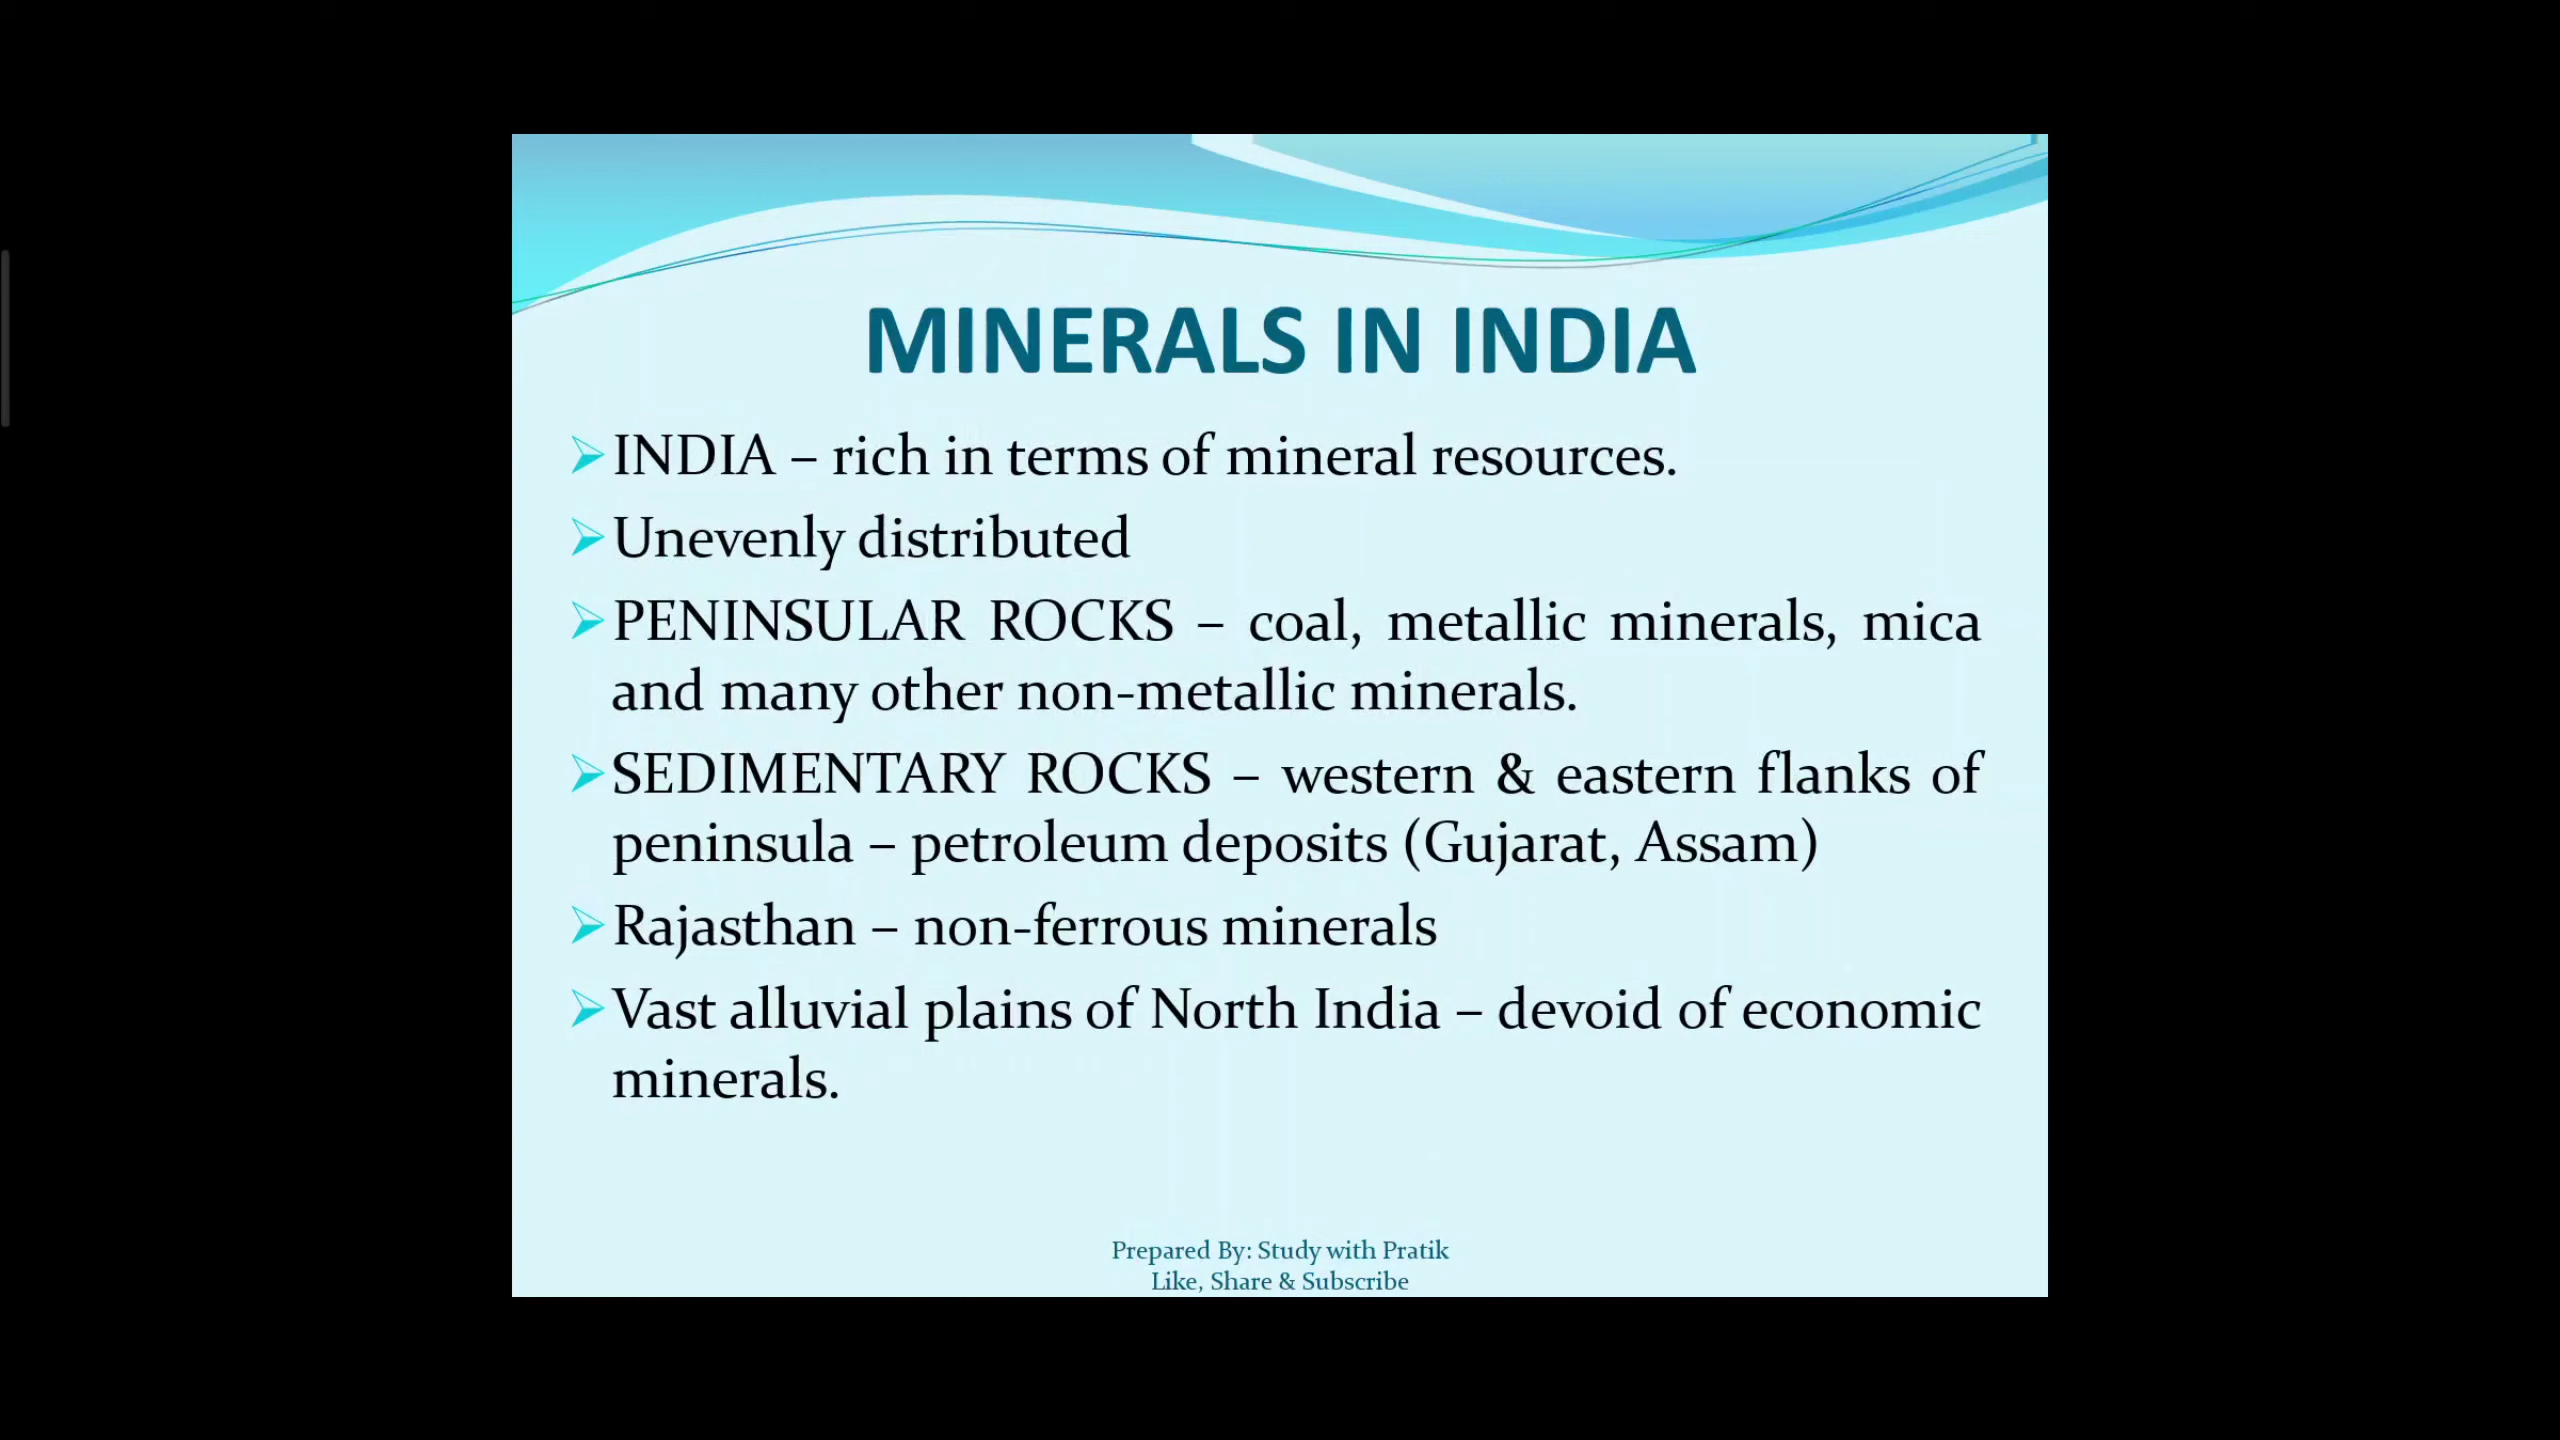 MINERALS IN INDIA
INDIA – rich in terms of mineral resources.
Unevenly distributed
PENINSULAR ROCKS – coal, metallic minerals, mica
and many other non-metallic minerals.
SEDIMENTARY ROCKS – western & eastern flanks of
peninsula – petroleum deposits (Gujarat, Assam)
Rajasthan – non-ferrous minerals
Vast alluvial plains of North India – devoid of economic
minerals.
Prepared By: Study with Pratik
Like, Share & Subscribe